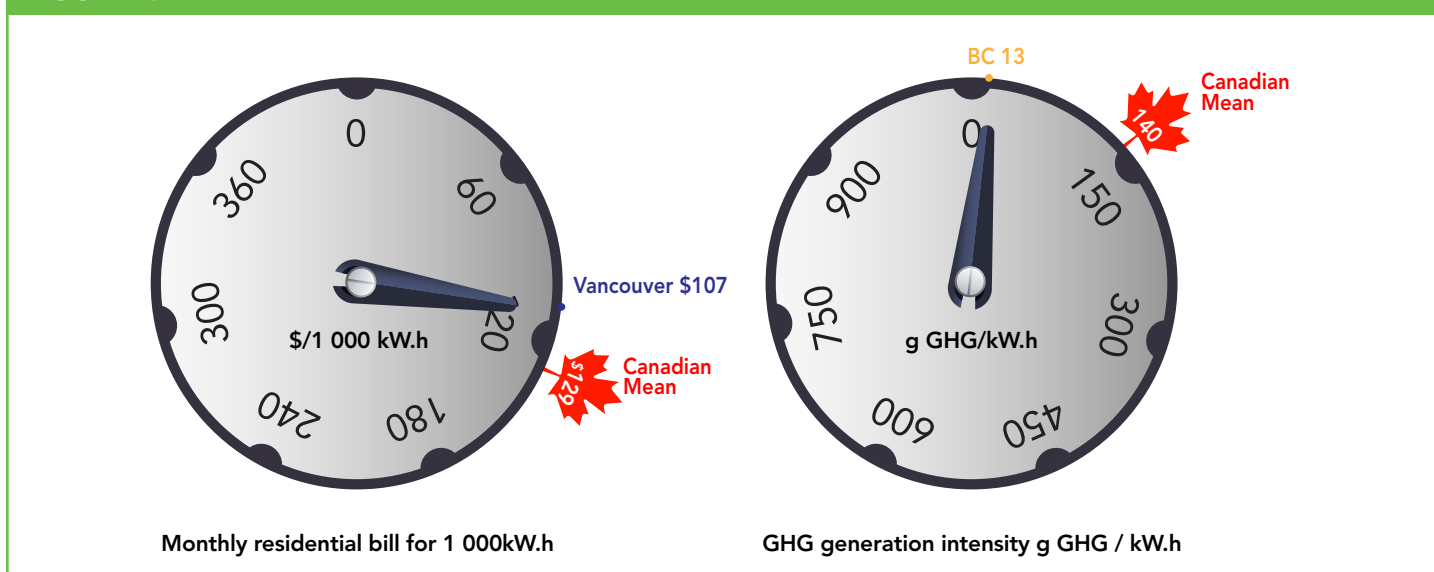 BC 13
Canadian
Mean
140
0
60
120
180
240
300
360
$/1 000 kW.h
Vancouver $107
Canadian
Mean
$129
0
150
300
450
600
750
900
g GHG/kW.h
Monthly residential bill for 1 000kW.h
GHG generation intensity g GHG / kW.h